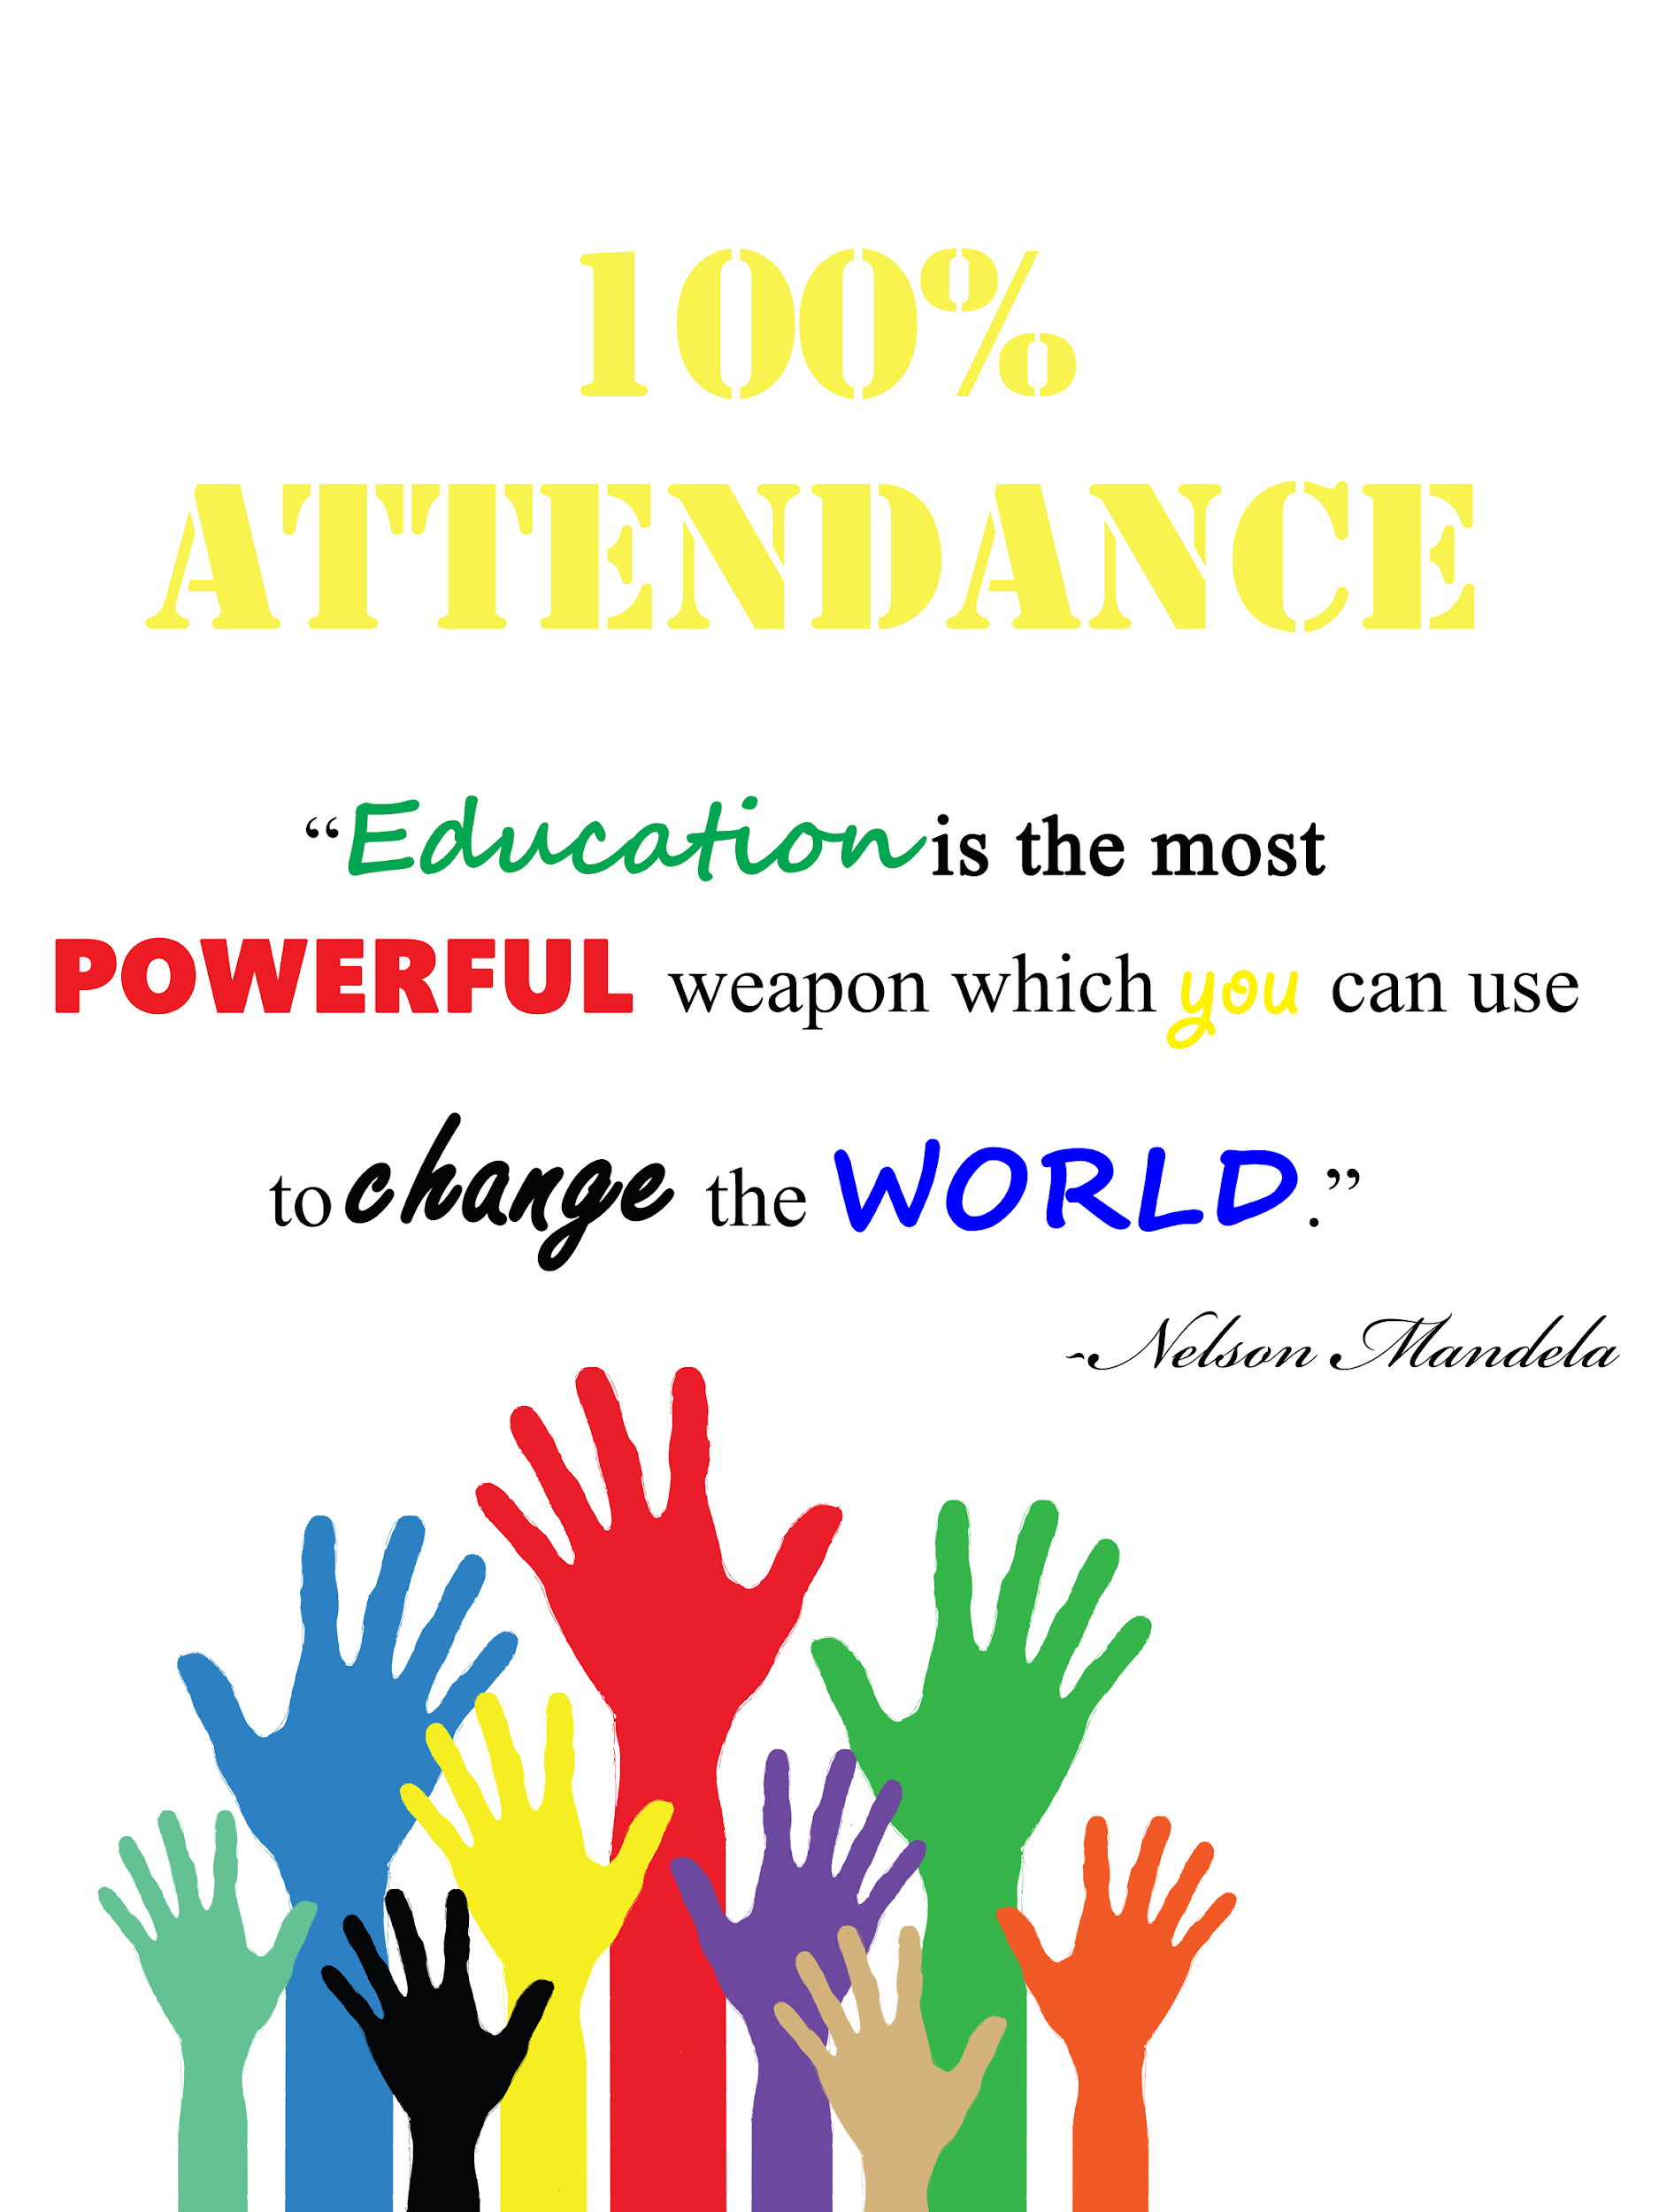 100%
ATTENDANCE
“Education is the most
POWERFUL weapon which you can use
to change the WORLD.”
-Nelson Mandela